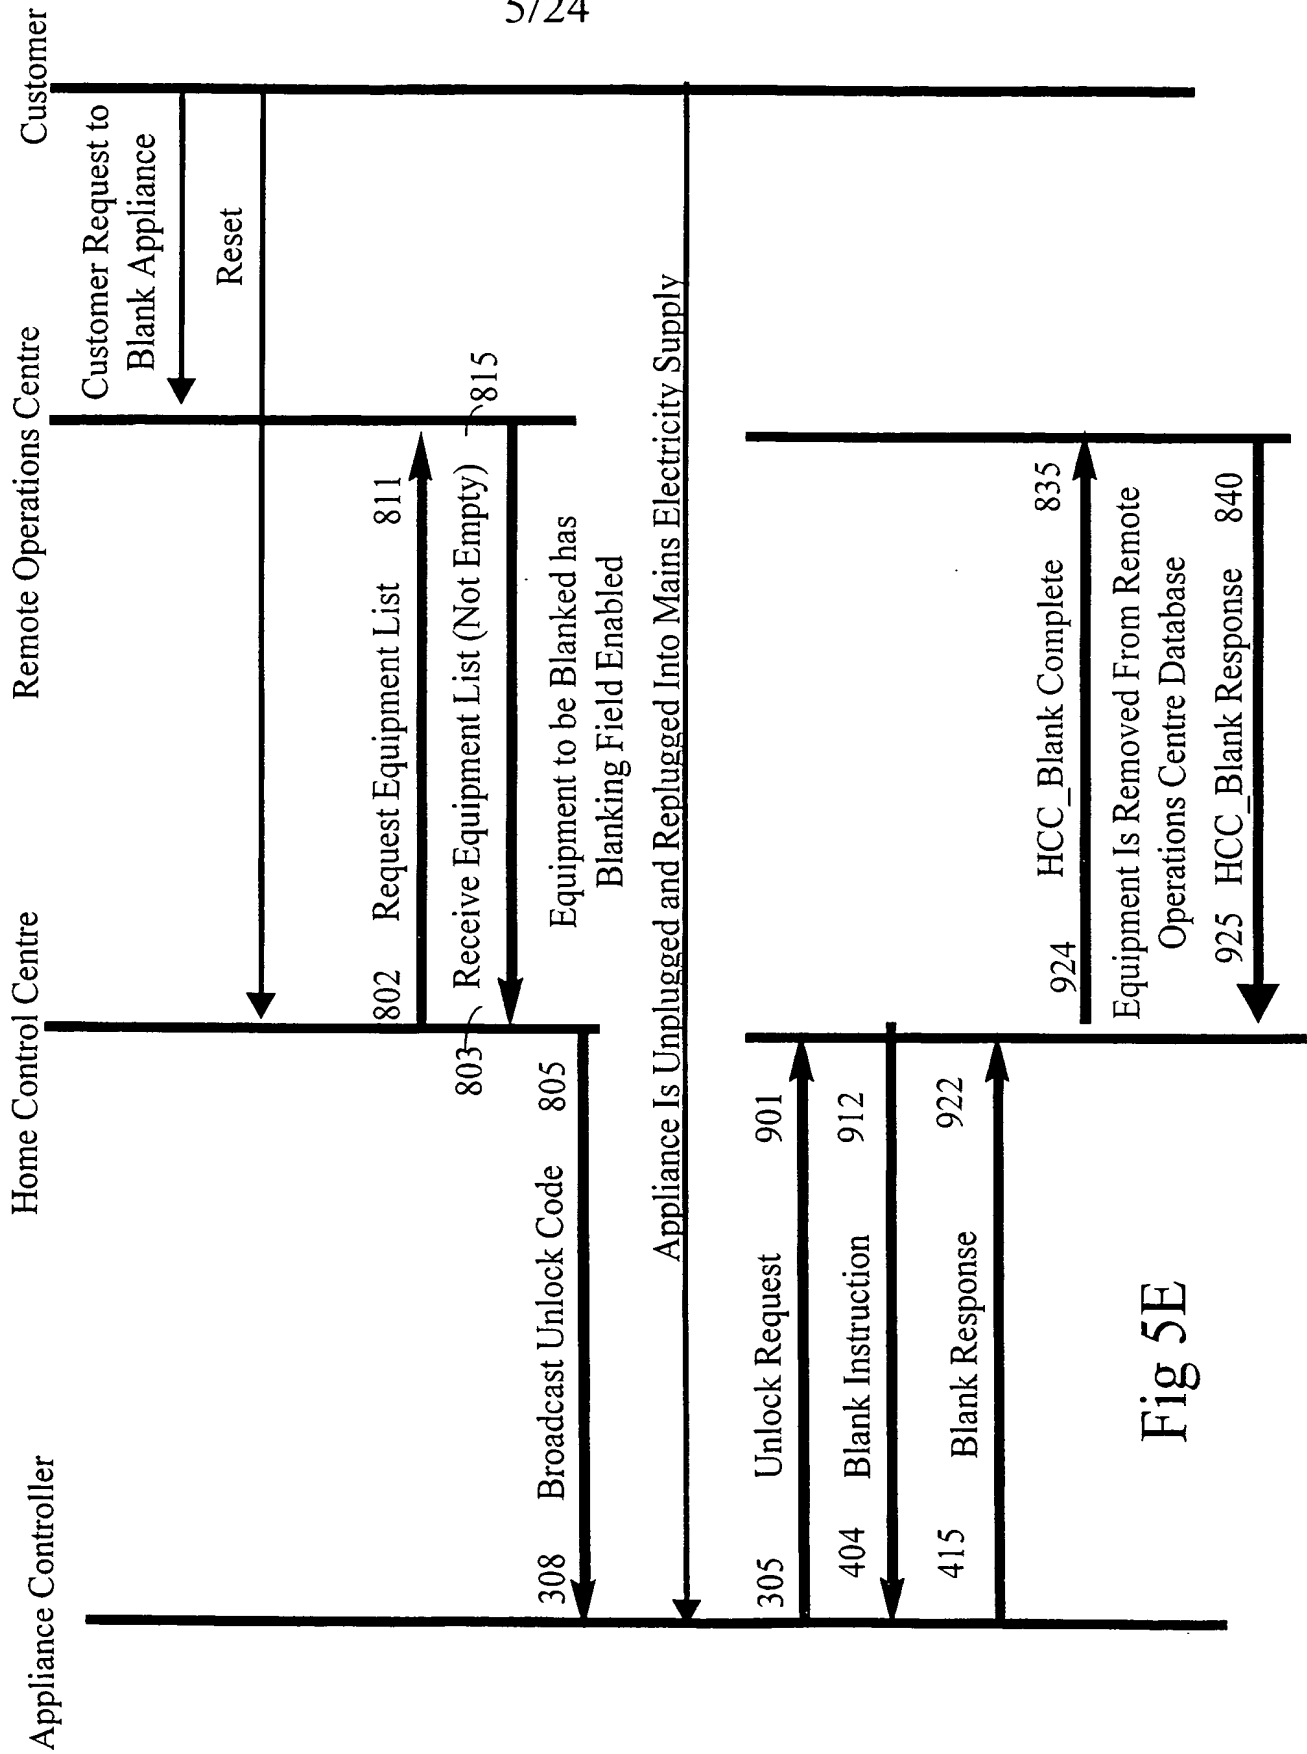 5/24
Appliance Controller
Home Control Centre
Remote Operations Centre
Customer
Customer Request to
Blank Appliance
Reset
802 Request Equipment List 811
803 Receive Equipment List (Not Empty) 815
Equipment to be Blanked has
Blanking Field Enabled
308 Broadcast Unlock Code 805
Appliance Is Unplugged and Replugged Into Mains Electricity Supply
305 Unlock Request 901
404 Blank Instruction 912
415 Blank Response 922
924 HCC_Blank Complete 835
Equipment Is Removed From Remote
Operations Centre Database
925 HCC_Blank Response 840
Fig 5E